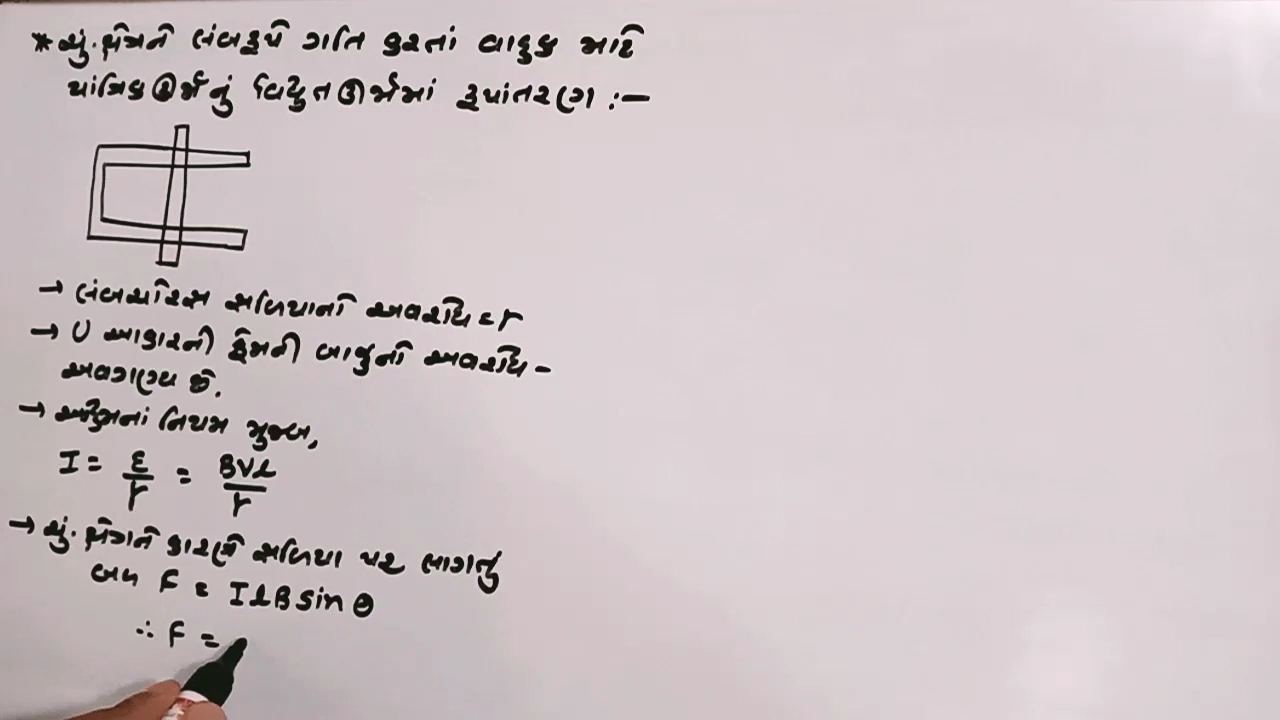 * ચું.ક્ષેત્રને લંબરૂપે ગતિ કરતાં વાહક માટે
યાંત્રિક ઊર્જાનું વિદ્યુતઊર્જામાં રૂપાંતરણ :-
→ લંબચોરસ સળિયાનો અવરોધ = r
→ U આકારની ફ્રેમની બાજુનો અવરોધ -
અવગણ્ય છે.
→ ઓહ્મનાં નિયમ મુજબ,
I = ε/r = Bvl/r
→ ચું.ક્ષેત્રને કારણે સળિયા પર લાગતું
બળ F = IlB sin θ
∴ F =